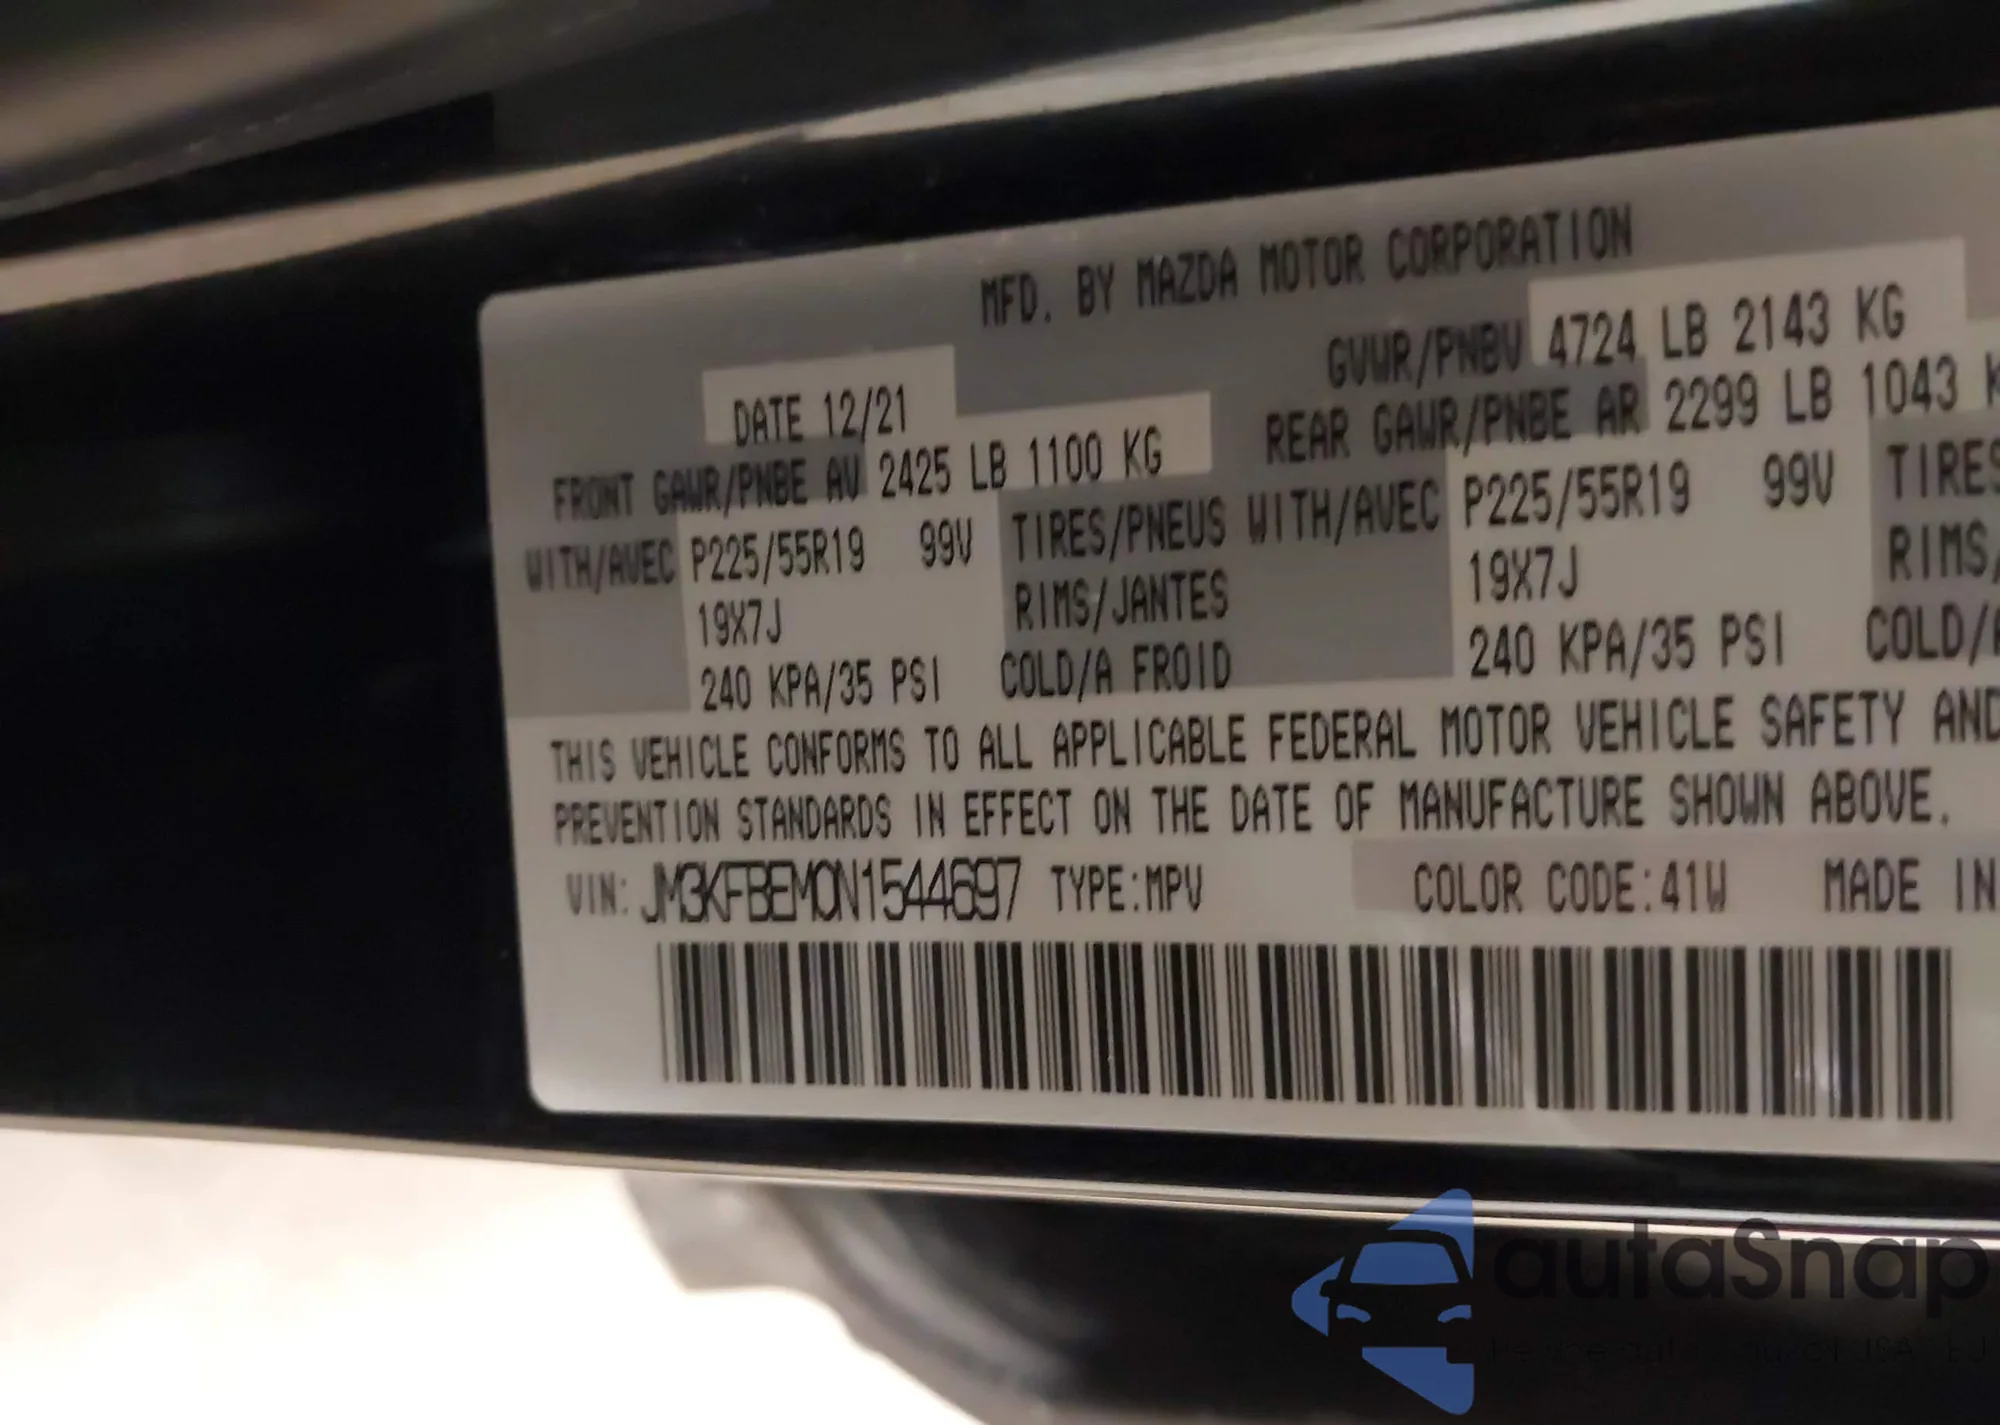 MFD. BY MAZDA MOTOR CORPORATION
DATE 12/21 GVWR/PNBV 4724 LB 2143 KG
FRONT GAWR/PNBE AV 2425 LB 1100 KG REAR GAWR/PNBE AR 2299 LB 1043 K
WITH/AVEC P225/55R19 99V TIRES/PNEUS WITH/AVEC P225/55R19 99V TIRES
19X7J RIMS/JANTES 19X7J RIMS/
240 KPA/35 PSI COLD/A FROID 240 KPA/35 PSI COLD/A
THIS VEHICLE CONFORMS TO ALL APPLICABLE FEDERAL MOTOR VEHICLE SAFETY AND
PREVENTION STANDARDS IN EFFECT ON THE DATE OF MANUFACTURE SHOWN ABOVE.
VIN: JM3KFBEM0N1544697 TYPE:MPV COLOR CODE:41W MADE IN
autaSnap